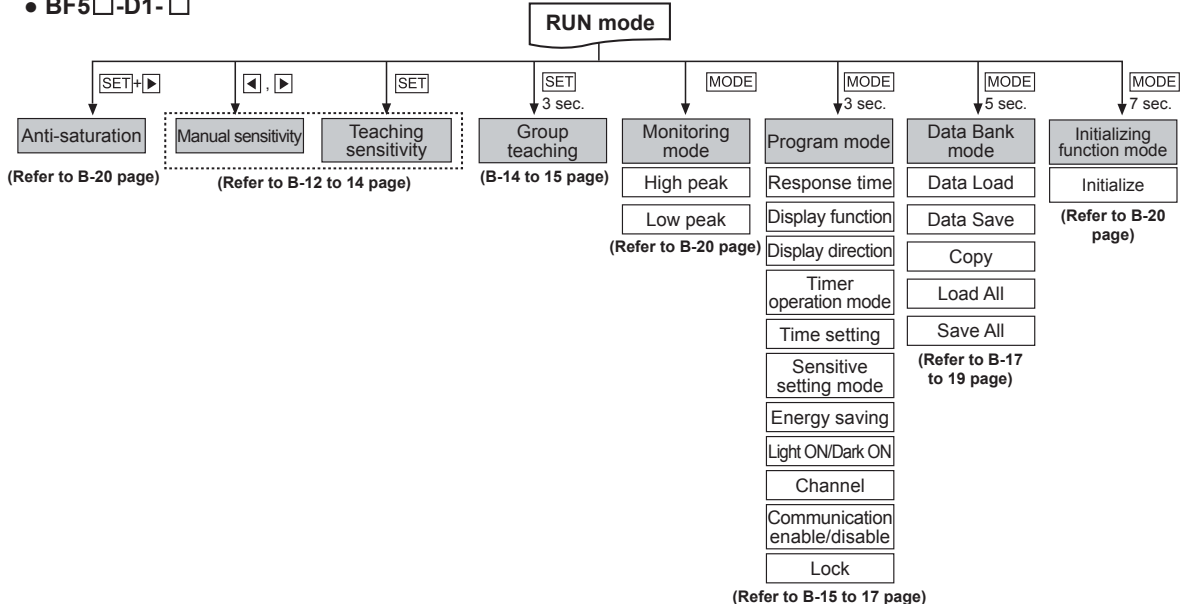 ● BF5□-D1-□
RUN mode
SET+▶
◀ , ▶
SET
SET
3 sec.
MODE
MODE
3 sec.
MODE
5 sec.
MODE
7 sec.
Anti-saturation
(Refer to B-20 page)
Manual sensitivity
Teaching
sensitivity
(Refer to B-12 to 14 page)
Group
teaching
(B-14 to 15 page)
Monitoring
mode
High peak
Low peak
(Refer to B-20 page)
Program mode
Response time
Display function
Display direction
Timer
operation mode
Time setting
Sensitive
setting mode
Energy saving
Light ON/Dark ON
Channel
Communication
enable/disable
Lock
(Refer to B-15 to 17 page)
Data Bank
mode
Data Load
Data Save
Copy
Load All
Save All
(Refer to B-17
to 19 page)
Initializing
function mode
Initialize
(Refer to B-20
page)